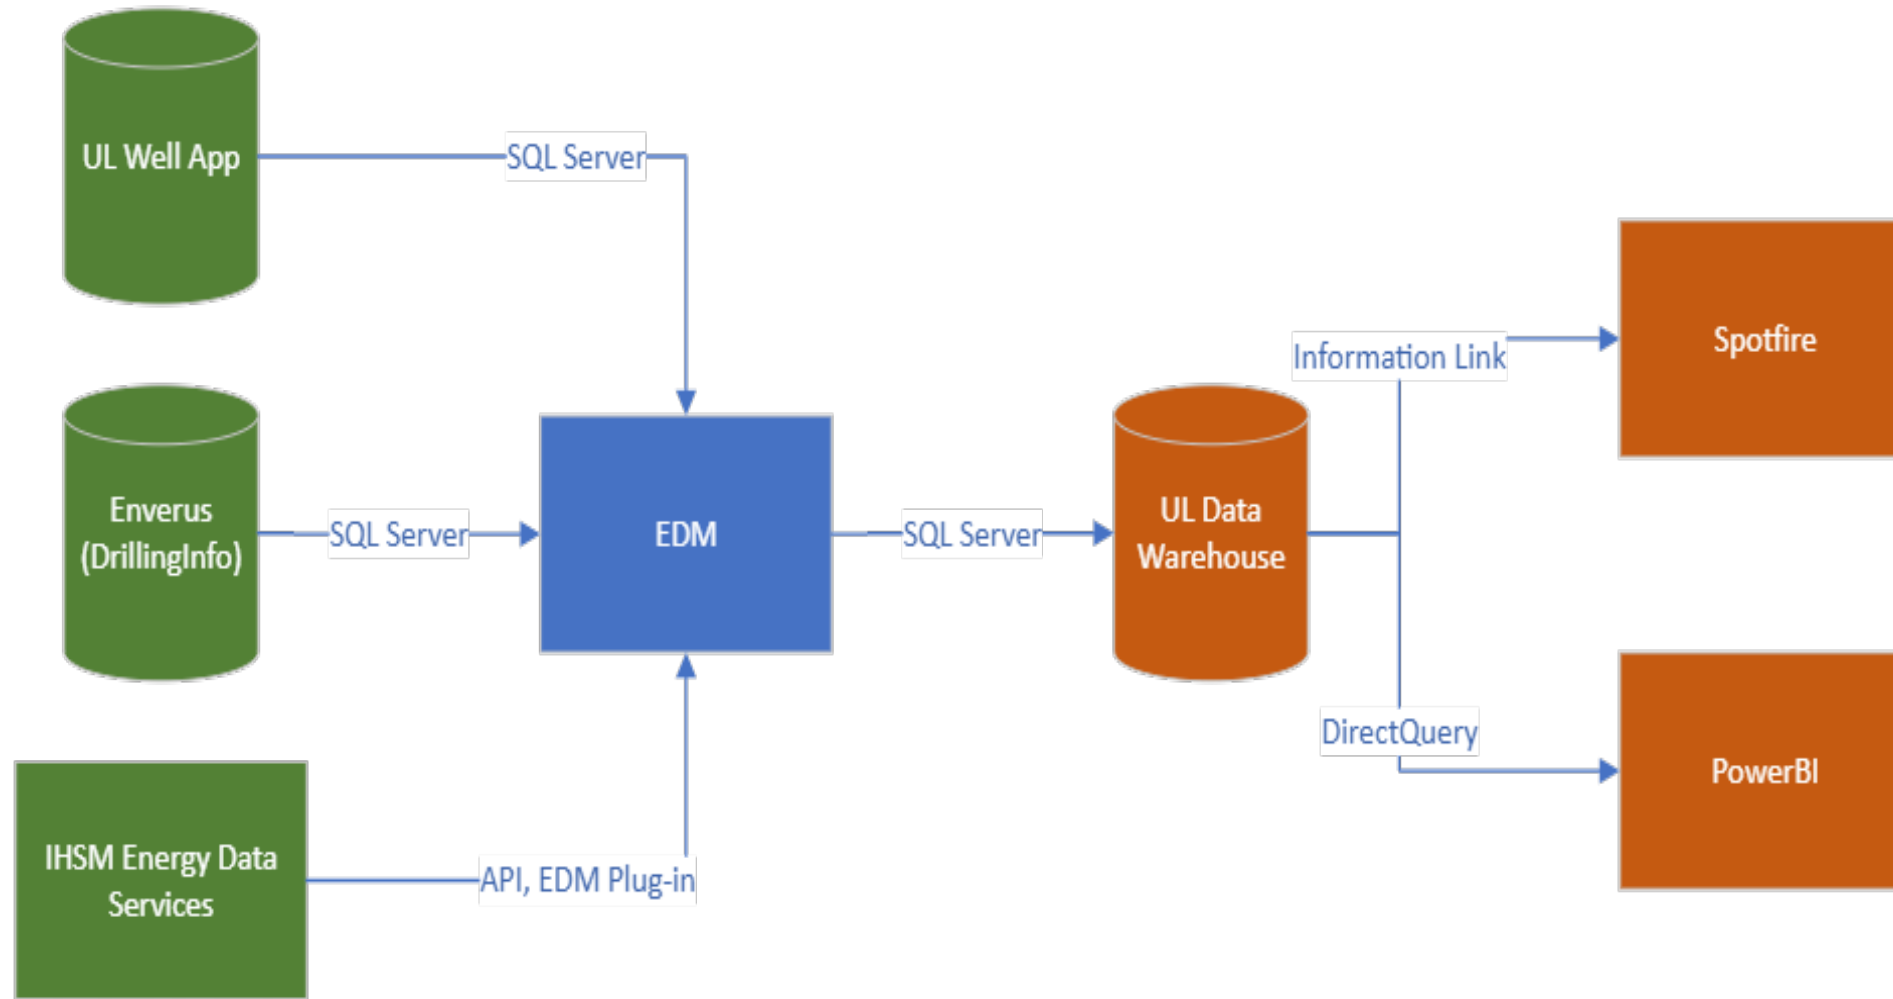 UL Well App
SQL Server
Enverus
(DrillingInfo)
SQL Server
EDM
SQL Server
UL Data
Warehouse
Information Link
Spotfire
DirectQuery
PowerBI
IHSM Energy Data
Services
API, EDM Plug-in